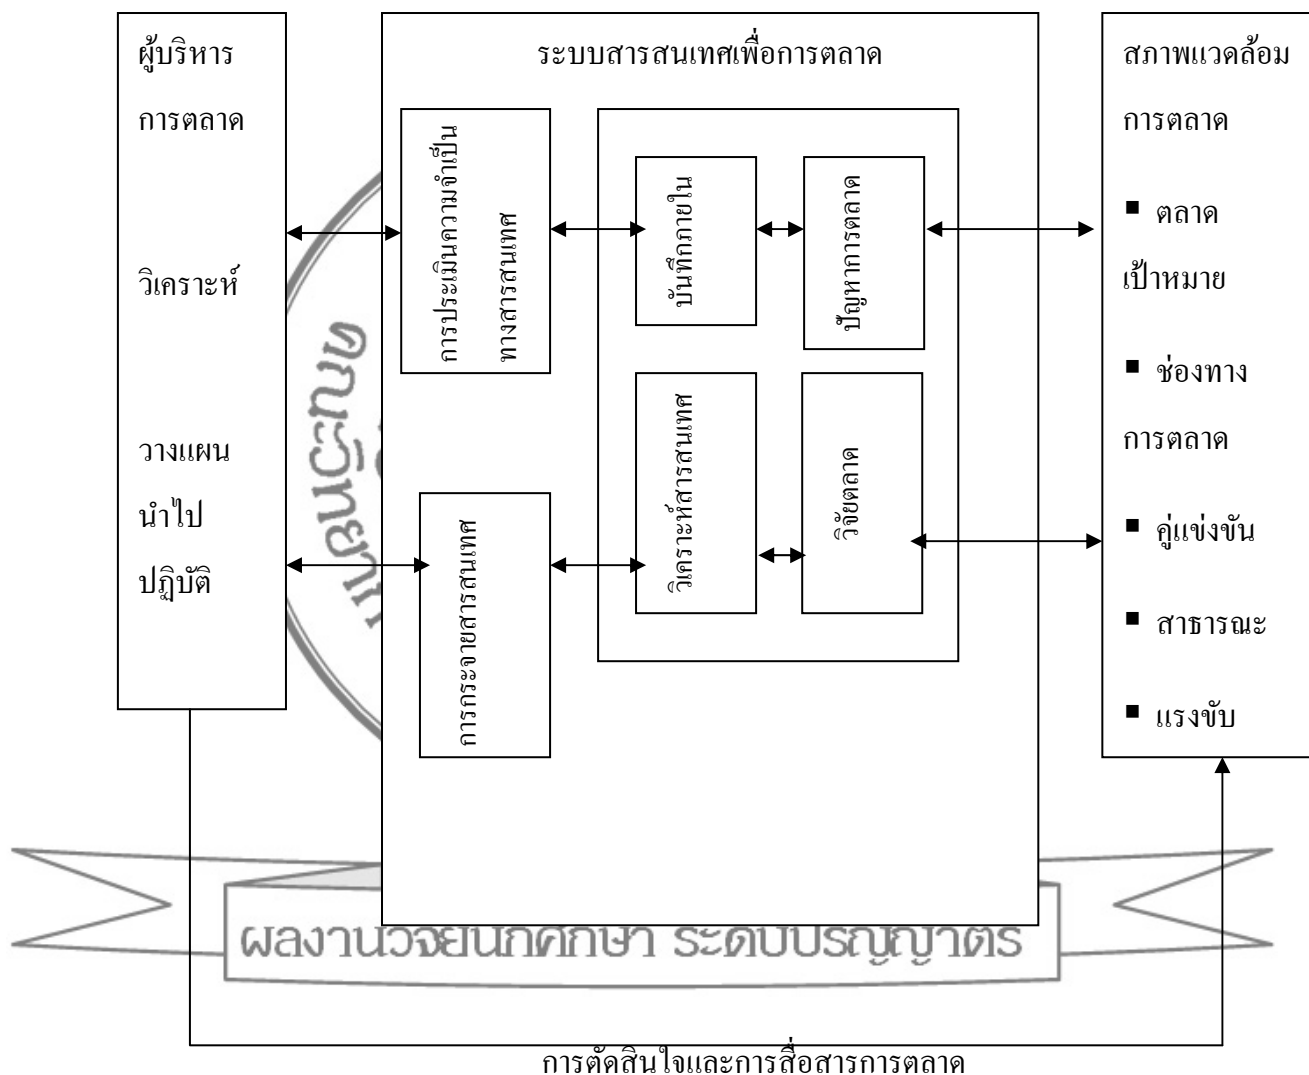 ผู้บริหาร
การตลาด
วิเคราะห์
วางแผน
นำไป
ปฏิบัติ
ระบบสารสนเทศเพื่อการตลาด
การประเมินความจำเป็น
ทางสารสนเทศ
บันทึกภายใน
ปัญหาการตลาด
การกระจายสารสนเทศ
วิเคราะห์สารสนเทศ
วิจัยตลาด
สภาพแวดล้อม
การตลาด
▪ ตลาด
เป้าหมาย
▪ ช่องทาง
การตลาด
▪ คู่แข่งขัน
▪ สาธารณะ
▪ แรงขับ
ผลงานวิจัยนักศึกษา ระดับปริญญาตรี
การตัดสินใจและการสื่อสารการตลาด